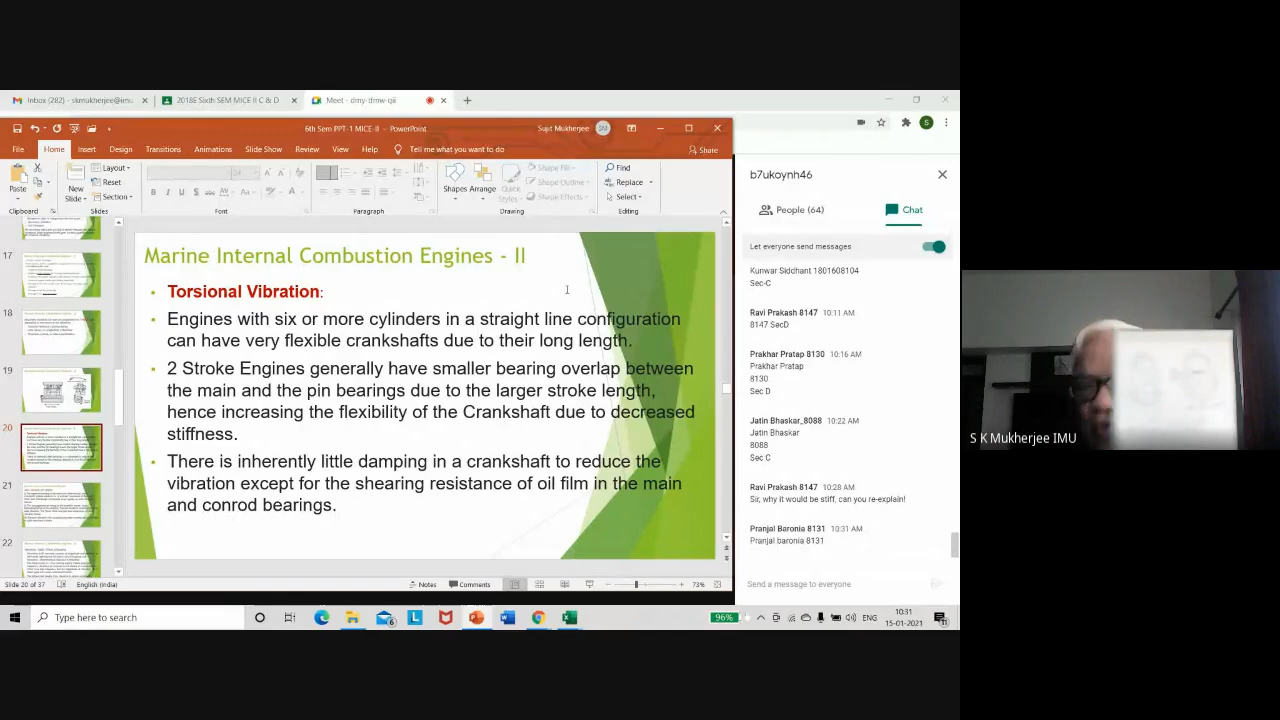 Inbox (282) - skmukherjee@imu
2018E Sixth SEM MICE II C & D
Meet - dmy-tfmw-qii
6th Sem PPT-1 MICE-II - PowerPoint
Sujit Mukherjee
SM
File
Home
Insert
Design
Transitions
Animations
Slide Show
Review
View
Help
Tell me what you want to do
Share
Paste
Clipboard
New
Slide
Layout
Reset
Section
Slides
Font
Paragraph
Shapes
Arrange
Quick
Styles
Shape Fill
Shape Outline
Shape Effects
Drawing
Find
Replace
Select
Editing
17
18
19
20
21
22
Marine Internal Combustion Engines - II
Torsional Vibration:
Engines with six or more cylinders in a straight line configuration
can have very flexible crankshafts due to their long length.
2 Stroke Engines generally have smaller bearing overlap between
the main and the pin bearings due to the larger stroke length,
hence increasing the flexibility of the Crankshaft due to decreased
stiffness.
There is inherently little damping in a crankshaft to reduce the
vibration except for the shearing resistance of oil film in the main
and conrod bearings.
Slide 20 of 37
English (India)
Notes
Comments
73%
b7ukoynh46
People (64)
Chat
Let everyone send messages
Kunwar Siddhant 1801608104
Sec-C
Ravi Prakash 8147 10:11 AM
8147 SecD
Prakhar Pratap 8130 10:16 AM
Prakhar Pratap
8130
Sec D
Jatin Bhaskar_8088 10:22 AM
Jatin Bhaskar
8088
Sec C
Ravi Prakash 8147 10:28 AM
Sir, why it would be stiff, can you re-explain!
Pranjal Baronia 8131 10:31 AM
Pranjal baronia 8131
Send a message to everyone
S K Mukherjee IMU
Type here to search
96%
ENG
10:31
15-01-2021